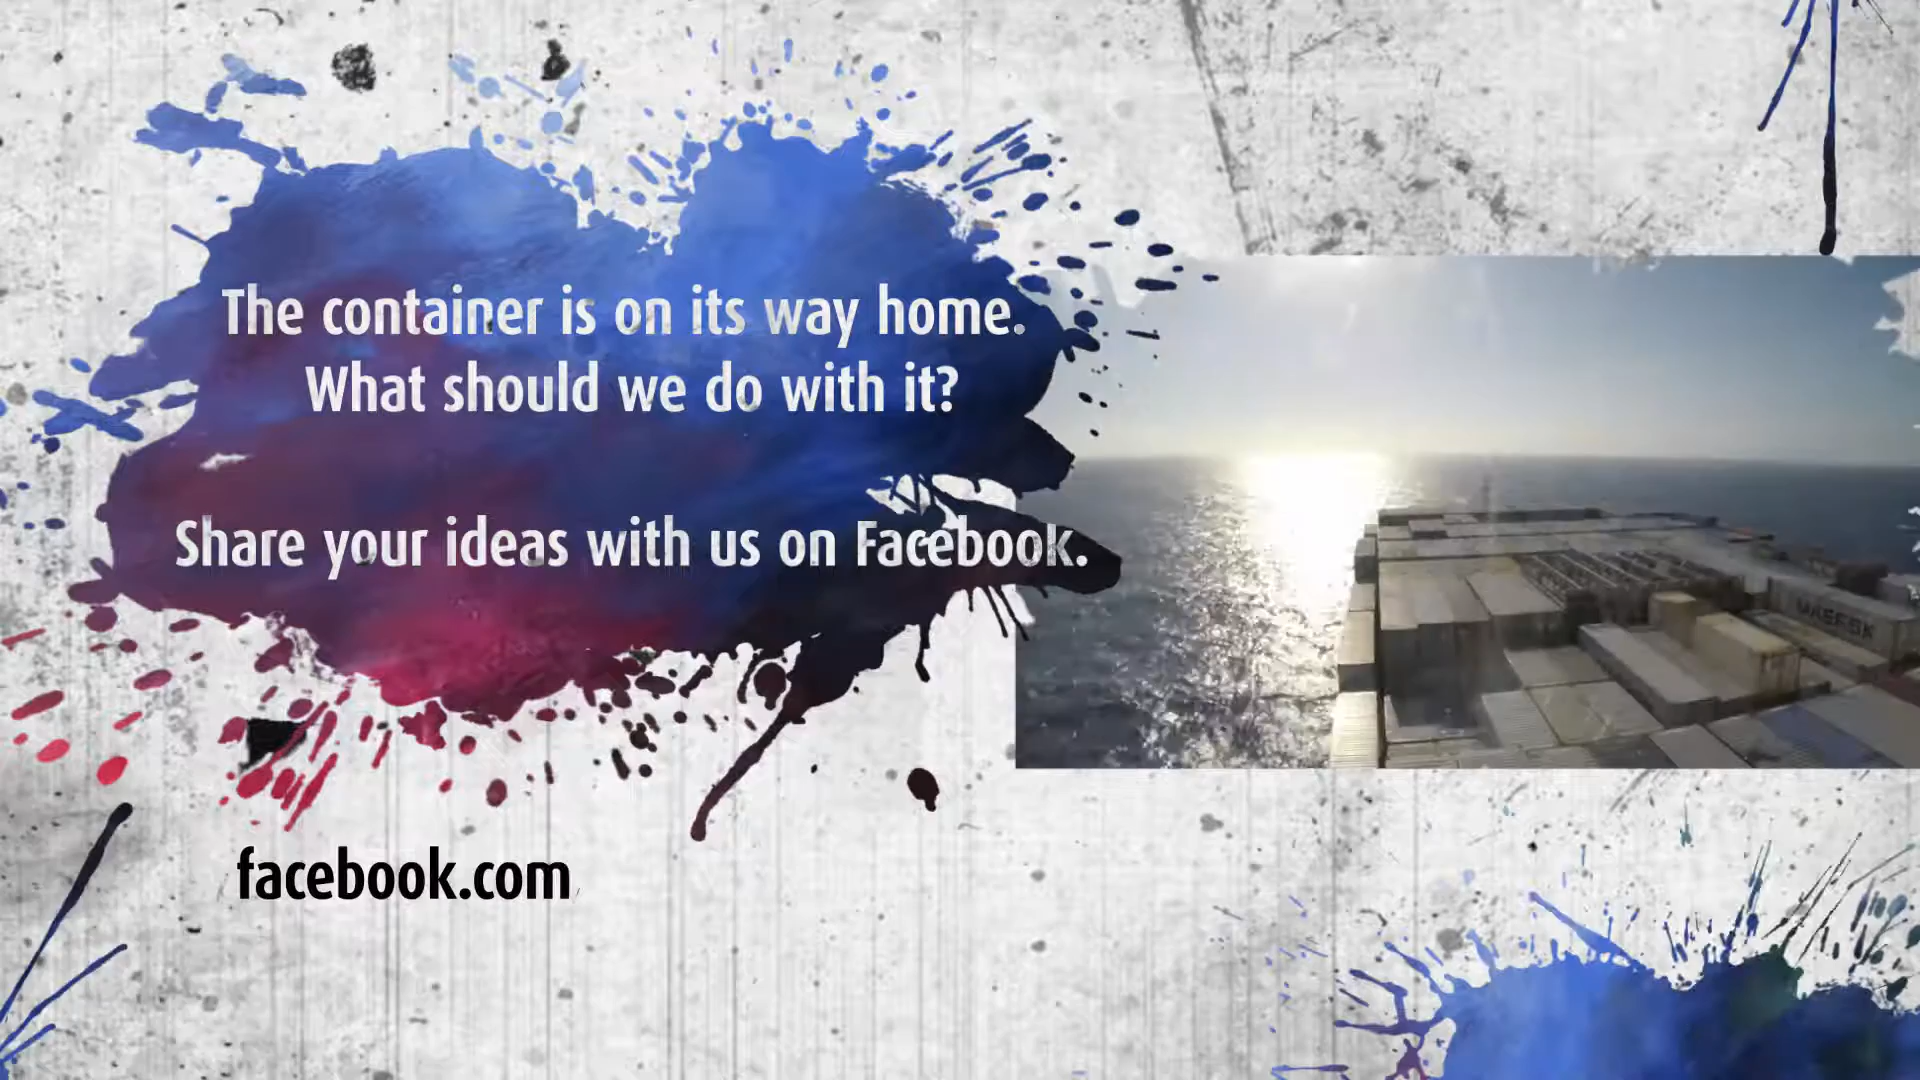 The container is on its way home.
What should we do with it?
Share your ideas with us on Facebook.
MAERSK
facebook.com